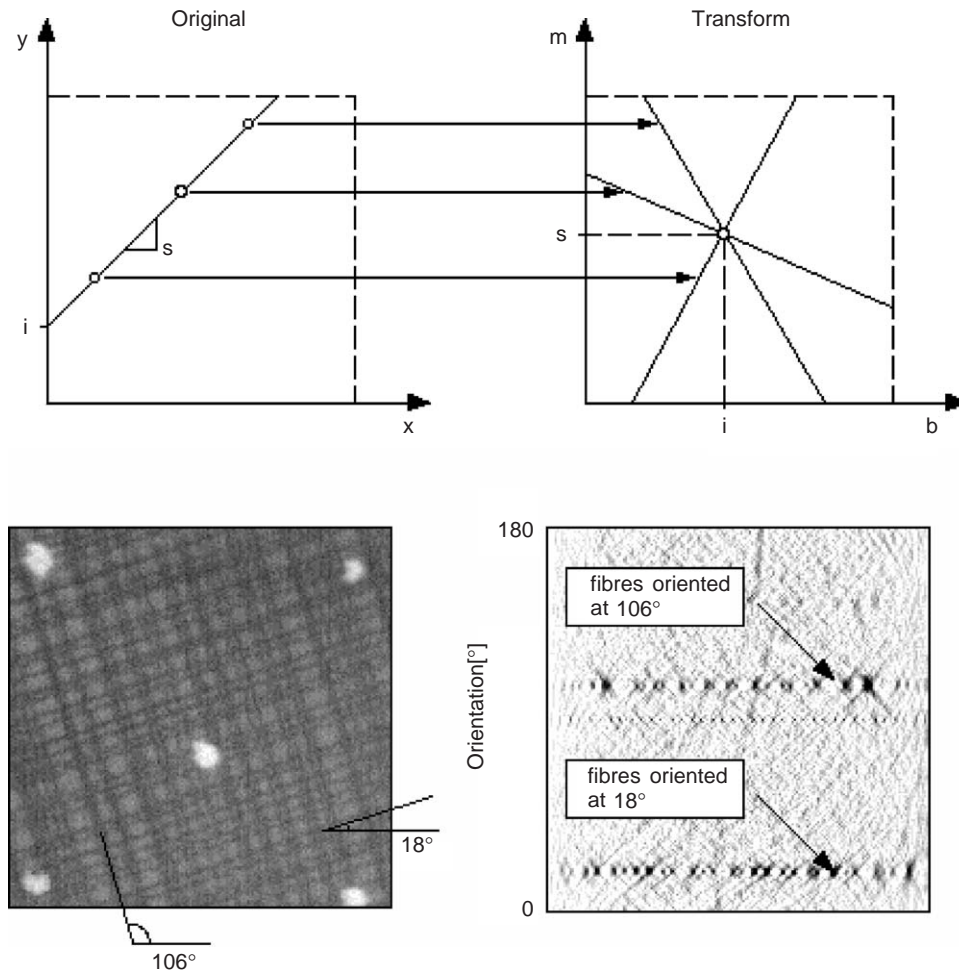 Original
Transform
y
m
s
s
i
x
i
b
180
fibres oriented
at 106°
Orientation[°]
fibres oriented
at 18°
18°
0
106°